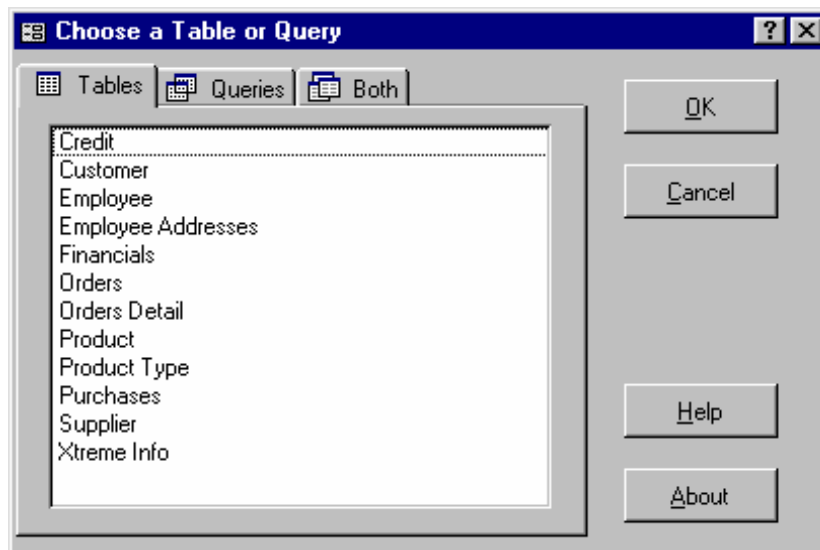 Choose a Table or Query
Tables Queries Both
Credit
Customer
Employee
Employee Addresses
Financials
Orders
Orders Detail
Product
Product Type
Purchases
Supplier
Xtreme Info
OK
Cancel
Help
About